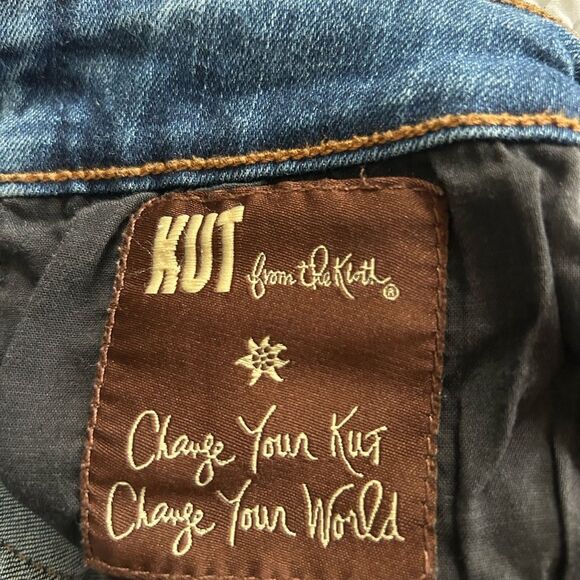 KUT from the Kloth®
Change Your Kut
Change Your World